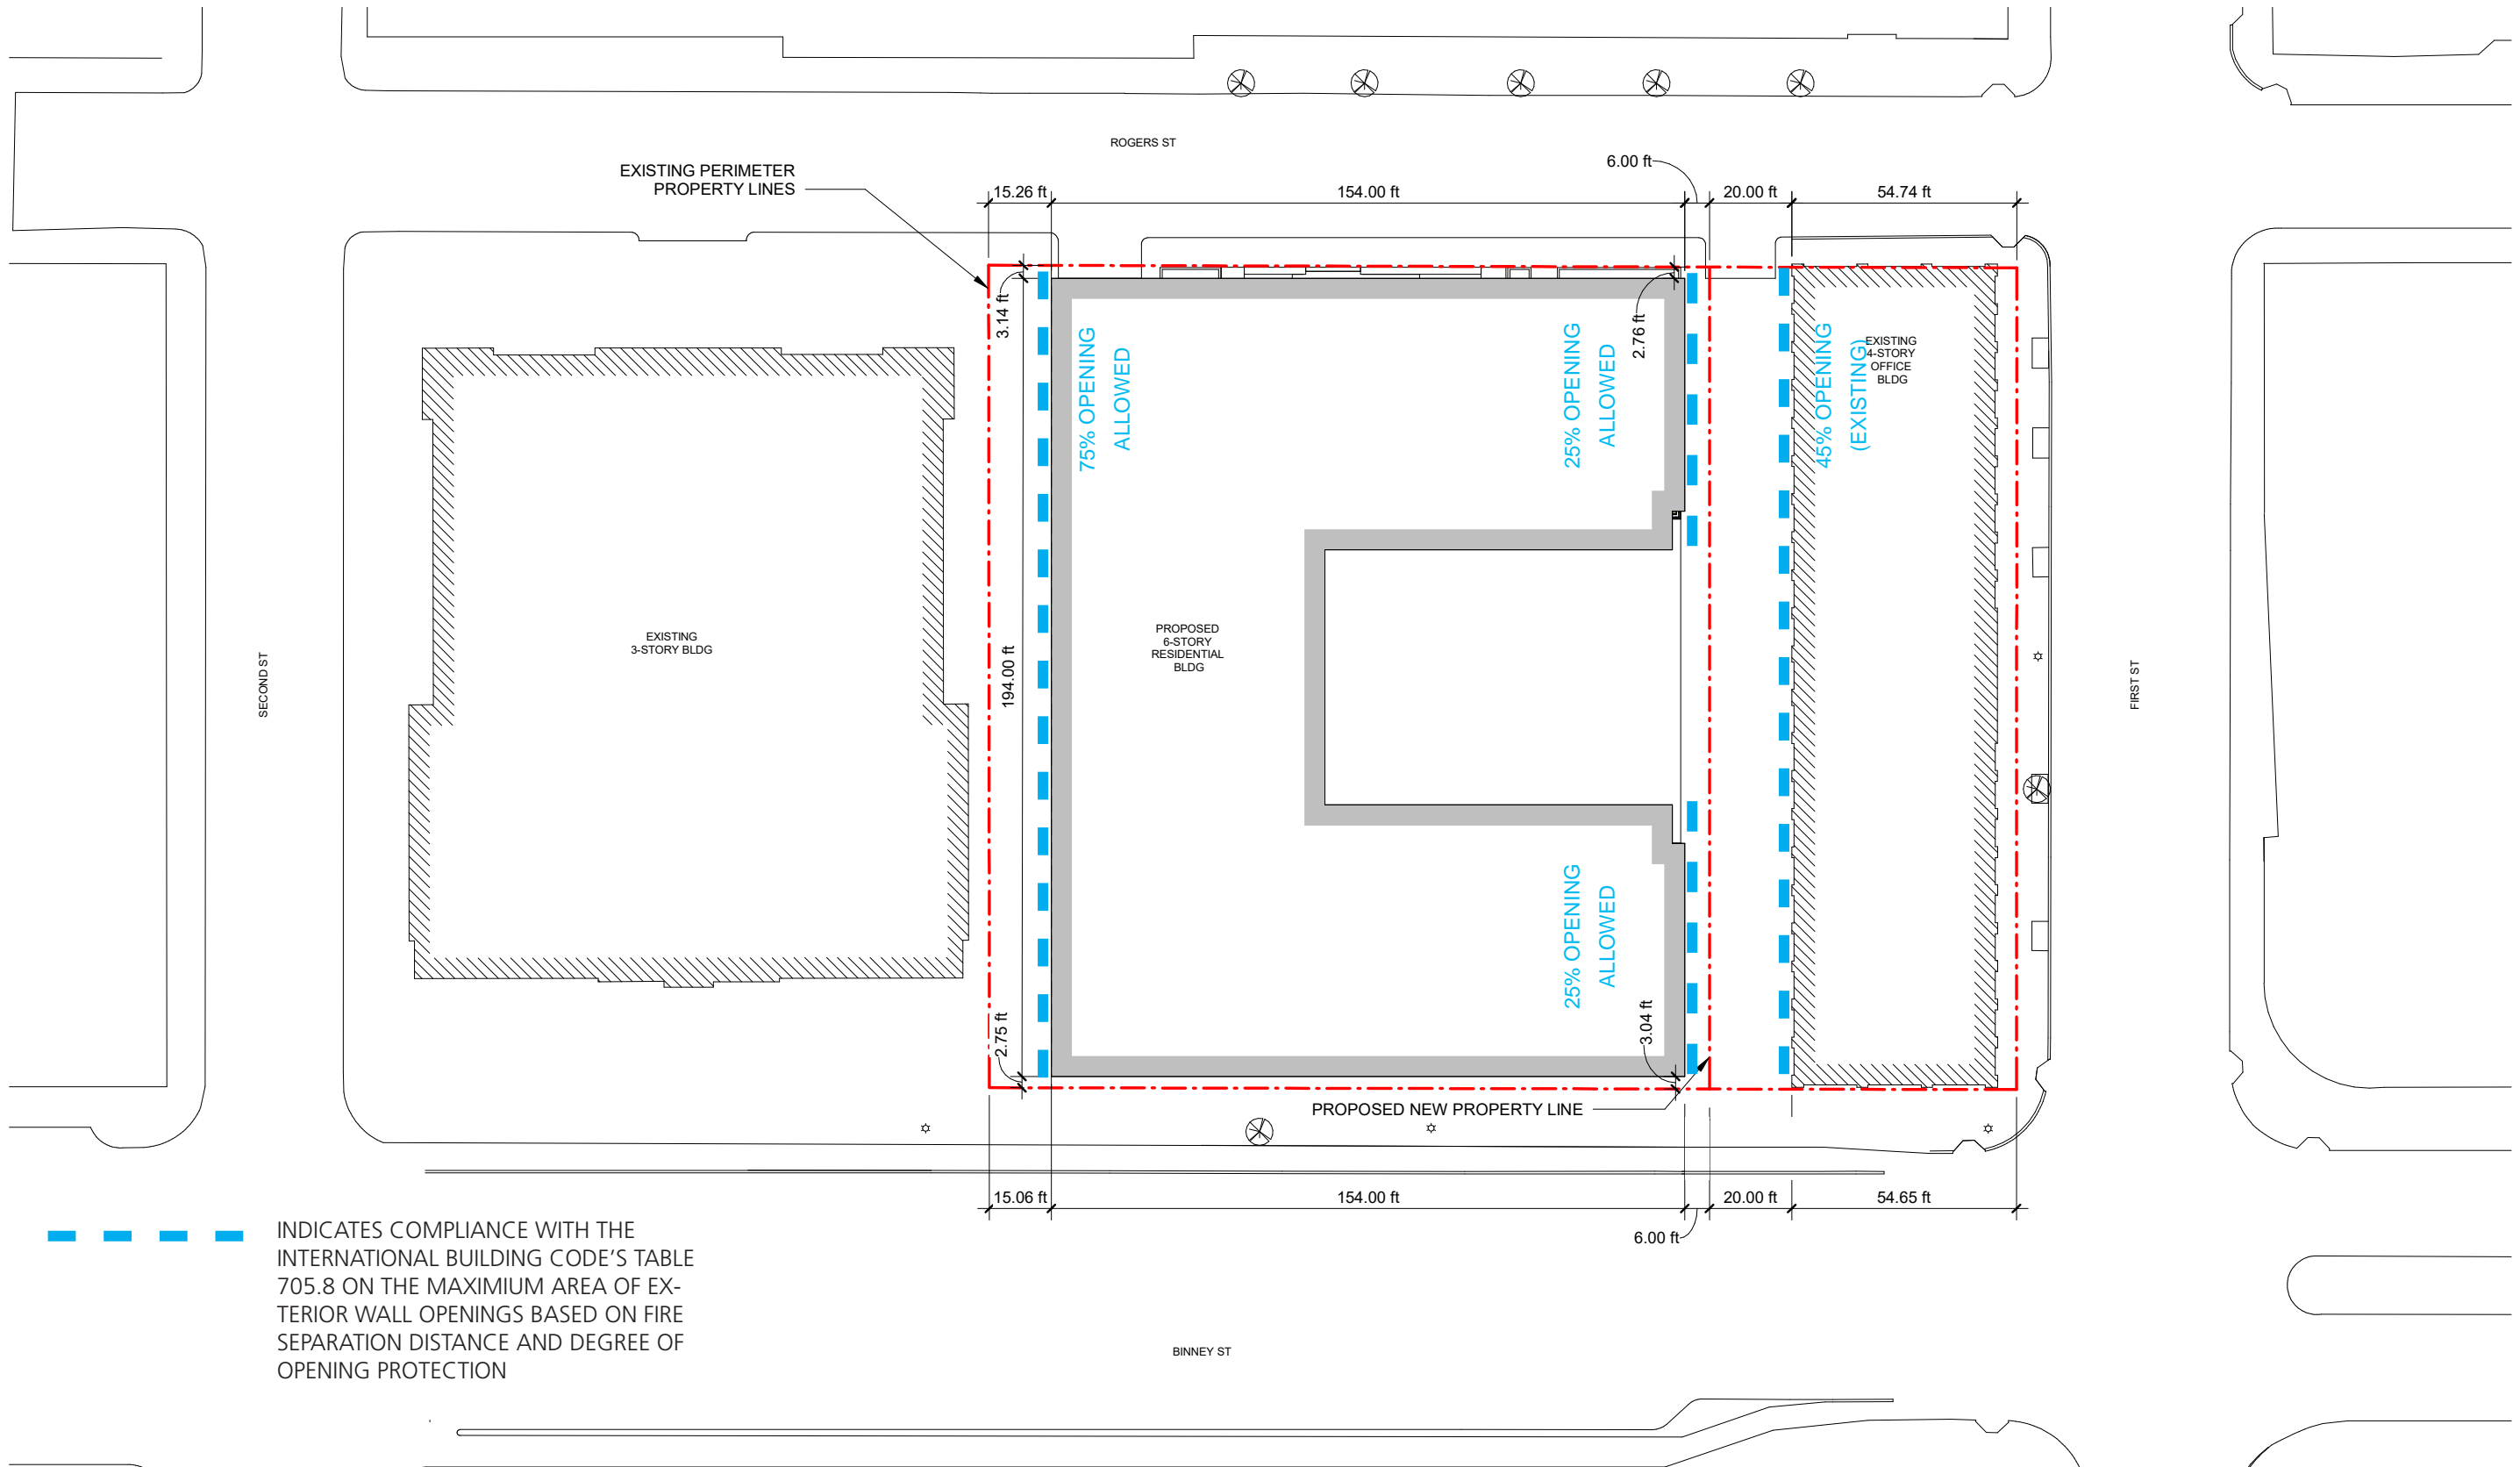 ROGERS ST
6.00 ft
EXISTING PERIMETER
PROPERTY LINES
15.26 ft
154.00 ft
20.00 ft
54.74 ft
3.14 ft
2.76 ft
75% OPENING
ALLOWED
25% OPENING
ALLOWED
45% OPENING
(EXISTING)
EXISTING
4-STORY
OFFICE
BLDG
EXISTING
3-STORY BLDG
PROPOSED
6-STORY
RESIDENTIAL
BLDG
194.00 ft
SECOND ST
FIRST ST
25% OPENING
ALLOWED
2.75 ft
3.04 ft
PROPOSED NEW PROPERTY LINE
15.06 ft
154.00 ft
20.00 ft
54.65 ft
6.00 ft
INDICATES COMPLIANCE WITH THE
INTERNATIONAL BUILDING CODE’S TABLE
705.8 ON THE MAXIMIUM AREA OF EX-
TERIOR WALL OPENINGS BASED ON FIRE
SEPARATION DISTANCE AND DEGREE OF
OPENING PROTECTION
BINNEY ST